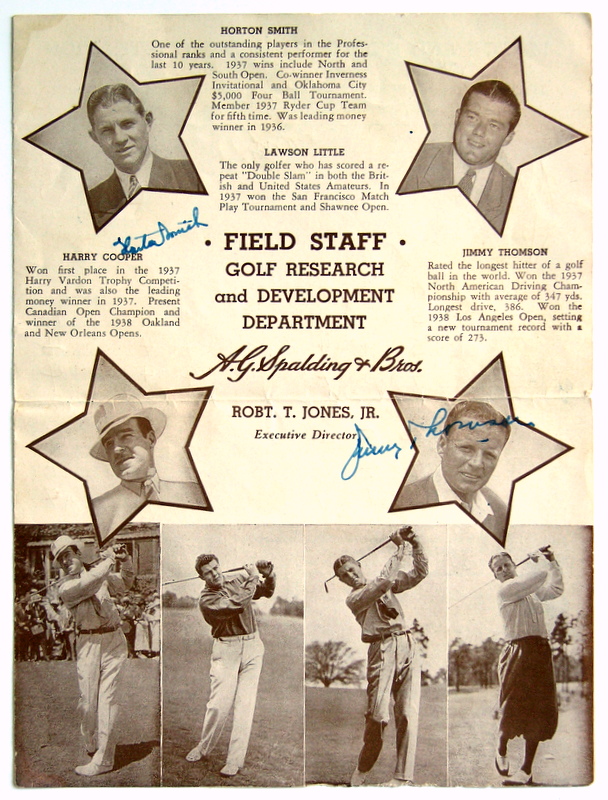 HORTON SMITH
One of the outstanding players in the Profes-
sional ranks and a consistent performer for the
last 10 years. 1937 wins include North and
South Open. Co-winner Inverness
Invitational and Oklahoma City
$5,000 Four Ball Tournament.
Member 1937 Ryder Cup Team
for fifth time. Was leading money
winner in 1936.
LAWSON LITTLE
The only golfer who has scored a re-
peat "Double Slam" in both the Brit-
ish and United States Amateurs. In
1937 won the San Francisco Match
Play Tournament and Shawnee Open.
Horton Smith
HARRY COOPER
Won first place in the 1937
Harry Vardon Trophy Competi-
tion and was also the leading
money winner in 1937. Present
Canadian Open Champion and
winner of the 1938 Oakland
and New Orleans Opens.
• FIELD STAFF •
GOLF RESEARCH
and DEVELOPMENT
DEPARTMENT
A.G. Spalding & Bros.
ROBT. T. JONES, JR.
Executive Director
JIMMY THOMSON
Rated the longest hitter of a golf
ball in the world. Won the 1937
North American Driving Cham-
pionship with average of 347 yds.
Longest drive, 386. Won the
1938 Los Angeles Open, setting
a new tournament record with a
score of 273.
Jimmy Thomson